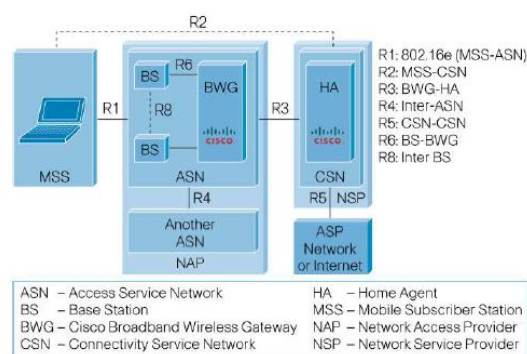 R2
R1: 802.16e (MSS-ASN)
R2: MSS-CSN
R3: BWG-HA
R4: Inter-ASN
R5: CSN-CSN
R6: BS-BWG
R8: Inter BS
MSS
R1
BS
R6
R8
BS
BWG
CISCO
ASN
R3
HA
CISCO
CSN
R4
R5 NSP
Another
ASN
NAP
ASP
Network
or Internet
ASN – Access Service Network
BS – Base Station
BWG – Cisco Broadband Wireless Gateway
CSN – Connectivity Service Network
HA – Home Agent
MSS – Mobile Subscriber Station
NAP – Network Access Provider
NSP – Network Service Provider